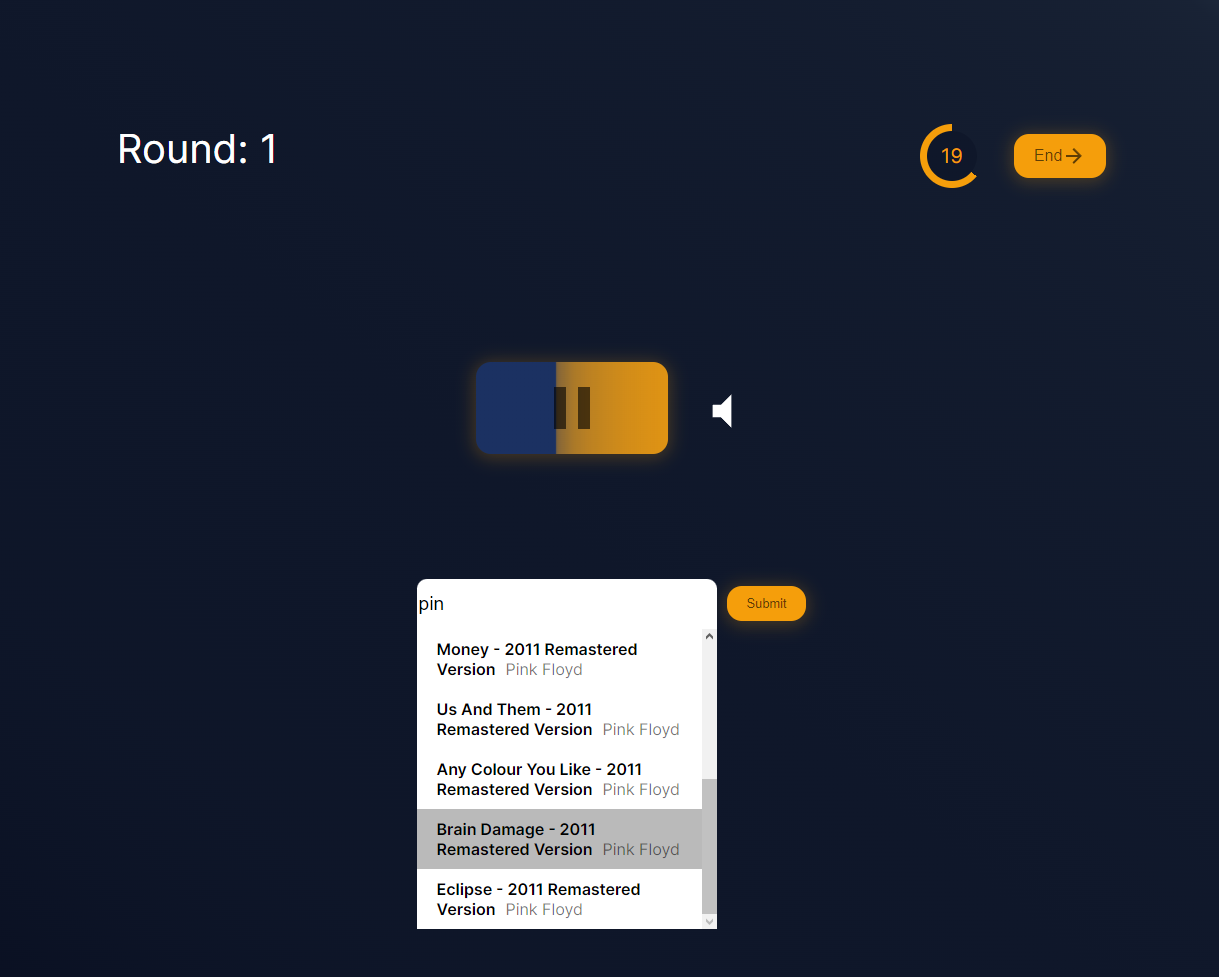 Round: 1
19
End
pin
Submit
Money - 2011 Remastered
Version Pink Floyd
Us And Them - 2011
Remastered Version Pink Floyd
Any Colour You Like - 2011
Remastered Version Pink Floyd
Brain Damage - 2011
Remastered Version Pink Floyd
Eclipse - 2011 Remastered
Version Pink Floyd